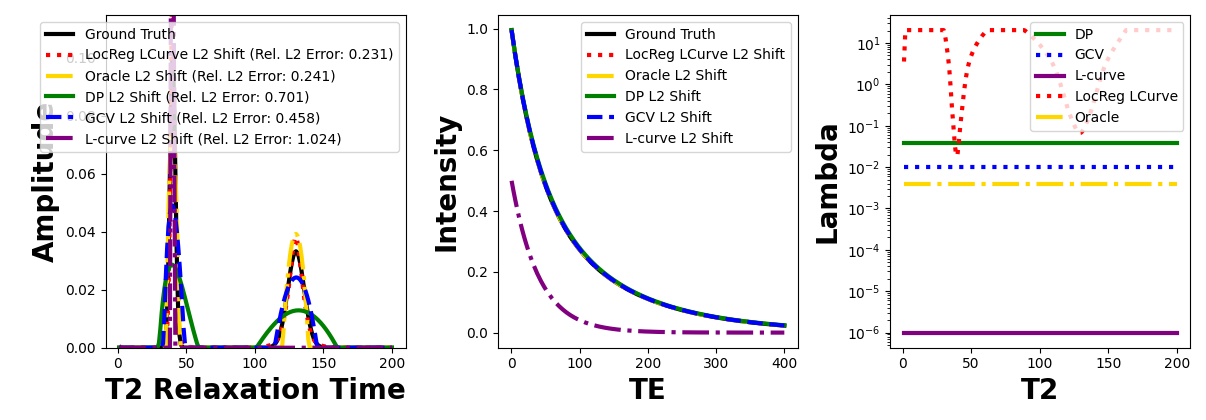 Amplitude
0.10
0.08
0.06
0.04
0.02
0.00
Ground Truth
LocReg LCurve L2 Shift (Rel. L2 Error: 0.231)
Oracle L2 Shift (Rel. L2 Error: 0.241)
DP L2 Shift (Rel. L2 Error: 0.701)
GCV L2 Shift (Rel. L2 Error: 0.458)
L-curve L2 Shift (Rel. L2 Error: 1.024)
0 50 100 150 200
T2 Relaxation Time
Intensity
1.0
0.8
0.6
0.4
0.2
0.0
Ground Truth
LocReg LCurve L2 Shift
Oracle L2 Shift
DP L2 Shift
GCV L2 Shift
L-curve L2 Shift
0 100 200 300 400
TE
Lambda
10¹
10⁰
10⁻¹
10⁻²
10⁻³
10⁻⁴
10⁻⁵
10⁻⁶
DP
GCV
L-curve
LocReg LCurve
Oracle
0 50 100 150 200
T2